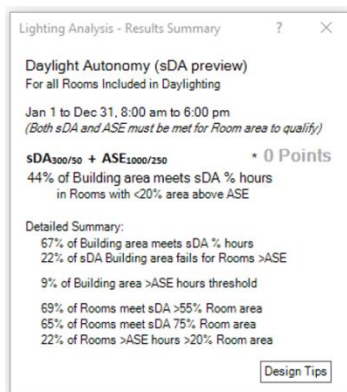 Lighting Analysis - Results Summary ? ×
Daylight Autonomy (sDA preview)
For all Rooms Included in Daylighting
Jan 1 to Dec 31, 8:00 am to 6:00 pm
(Both sDA and ASE must be met for Room area to qualify)
sDA300/50 + ASE1000/250 * 0 Points
44% of Building area meets sDA % hours
in Rooms with <20% area above ASE
Detailed Summary:
67% of Building area meets sDA % hours
22% of sDA Building area fails for Rooms >ASE
9% of Building area >ASE hours threshold
69% of Rooms meet sDA >55% Room area
65% of Rooms meet sDA 75% Room area
22% of Rooms >ASE hours >20% Room area
Design Tips